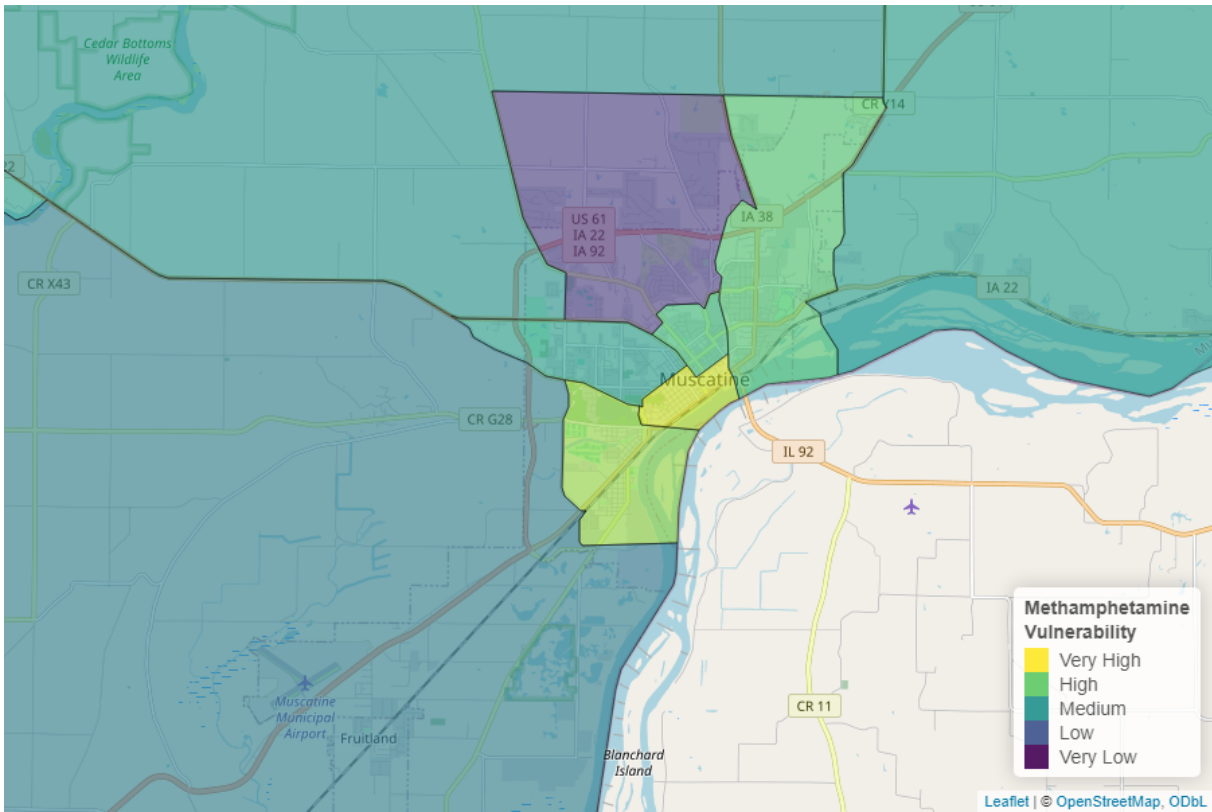 Cedar Bottoms
Wildlife
Area
CR Y14
US 61
IA 22
IA 92
IA 38
CR X43
IA 22
Muscatine
CR G28
IL 92
Muscatine
Municipal
Airport
Fruitland
CR 11
Blanchard
Island
Methamphetamine
Vulnerability
Very High
High
Medium
Low
Very Low
Leaflet | © OpenStreetMap, ODbL